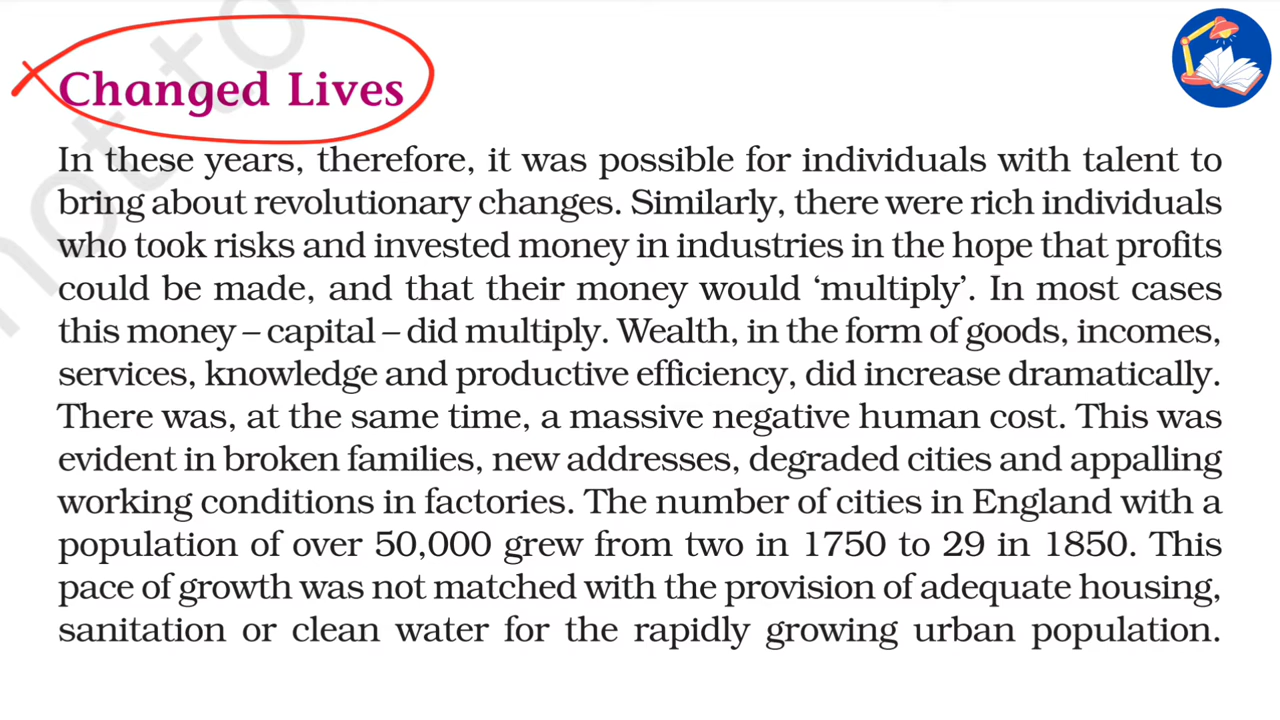 Changed Lives
In these years, therefore, it was possible for individuals with talent to
bring about revolutionary changes. Similarly, there were rich individuals
who took risks and invested money in industries in the hope that profits
could be made, and that their money would ‘multiply’. In most cases
this money – capital – did multiply. Wealth, in the form of goods, incomes,
services, knowledge and productive efficiency, did increase dramatically.
There was, at the same time, a massive negative human cost. This was
evident in broken families, new addresses, degraded cities and appalling
working conditions in factories. The number of cities in England with a
population of over 50,000 grew from two in 1750 to 29 in 1850. This
pace of growth was not matched with the provision of adequate housing,
sanitation or clean water for the rapidly growing urban population.
not to